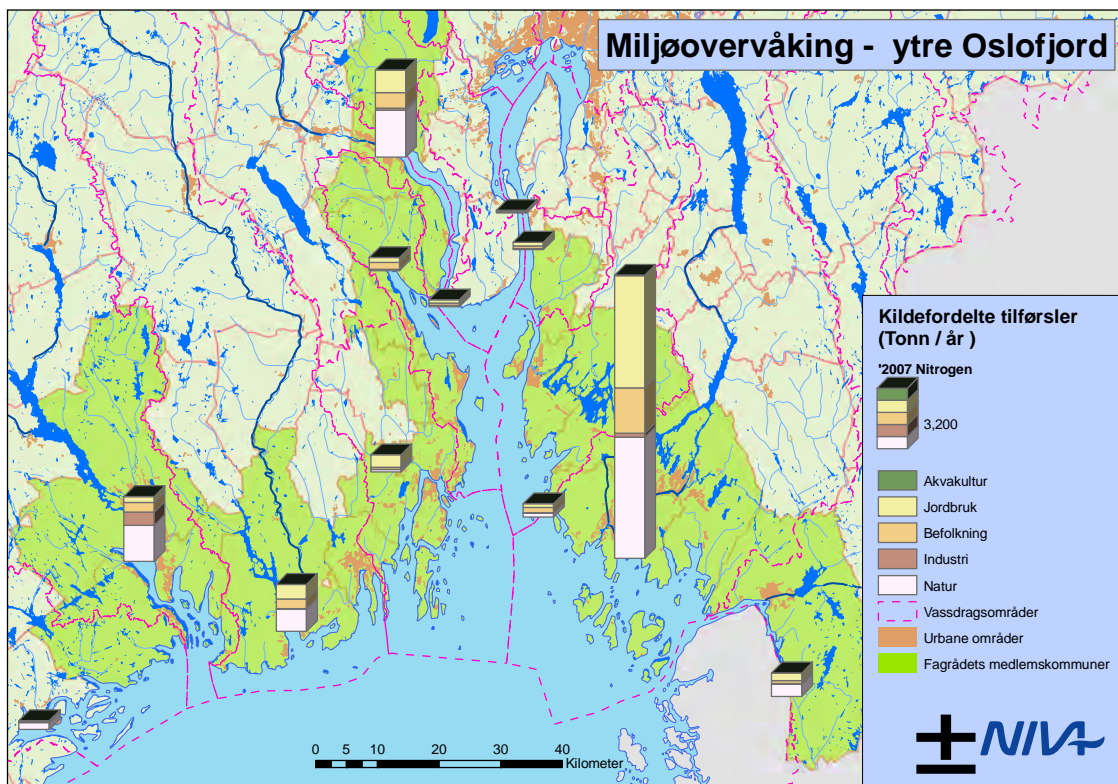 Miljøovervåking -  ytre Oslofjord
Kildefordelte tilførsler
(Tonn / år )
'2007 Nitrogen
3,200
Akvakultur
Jordbruk
Befolkning
Industri
Natur
Vassdragsområder
Urbane områder
Fagrådets medlemskommuner
0 5 10 20 30 40
Kilometer
NIVA